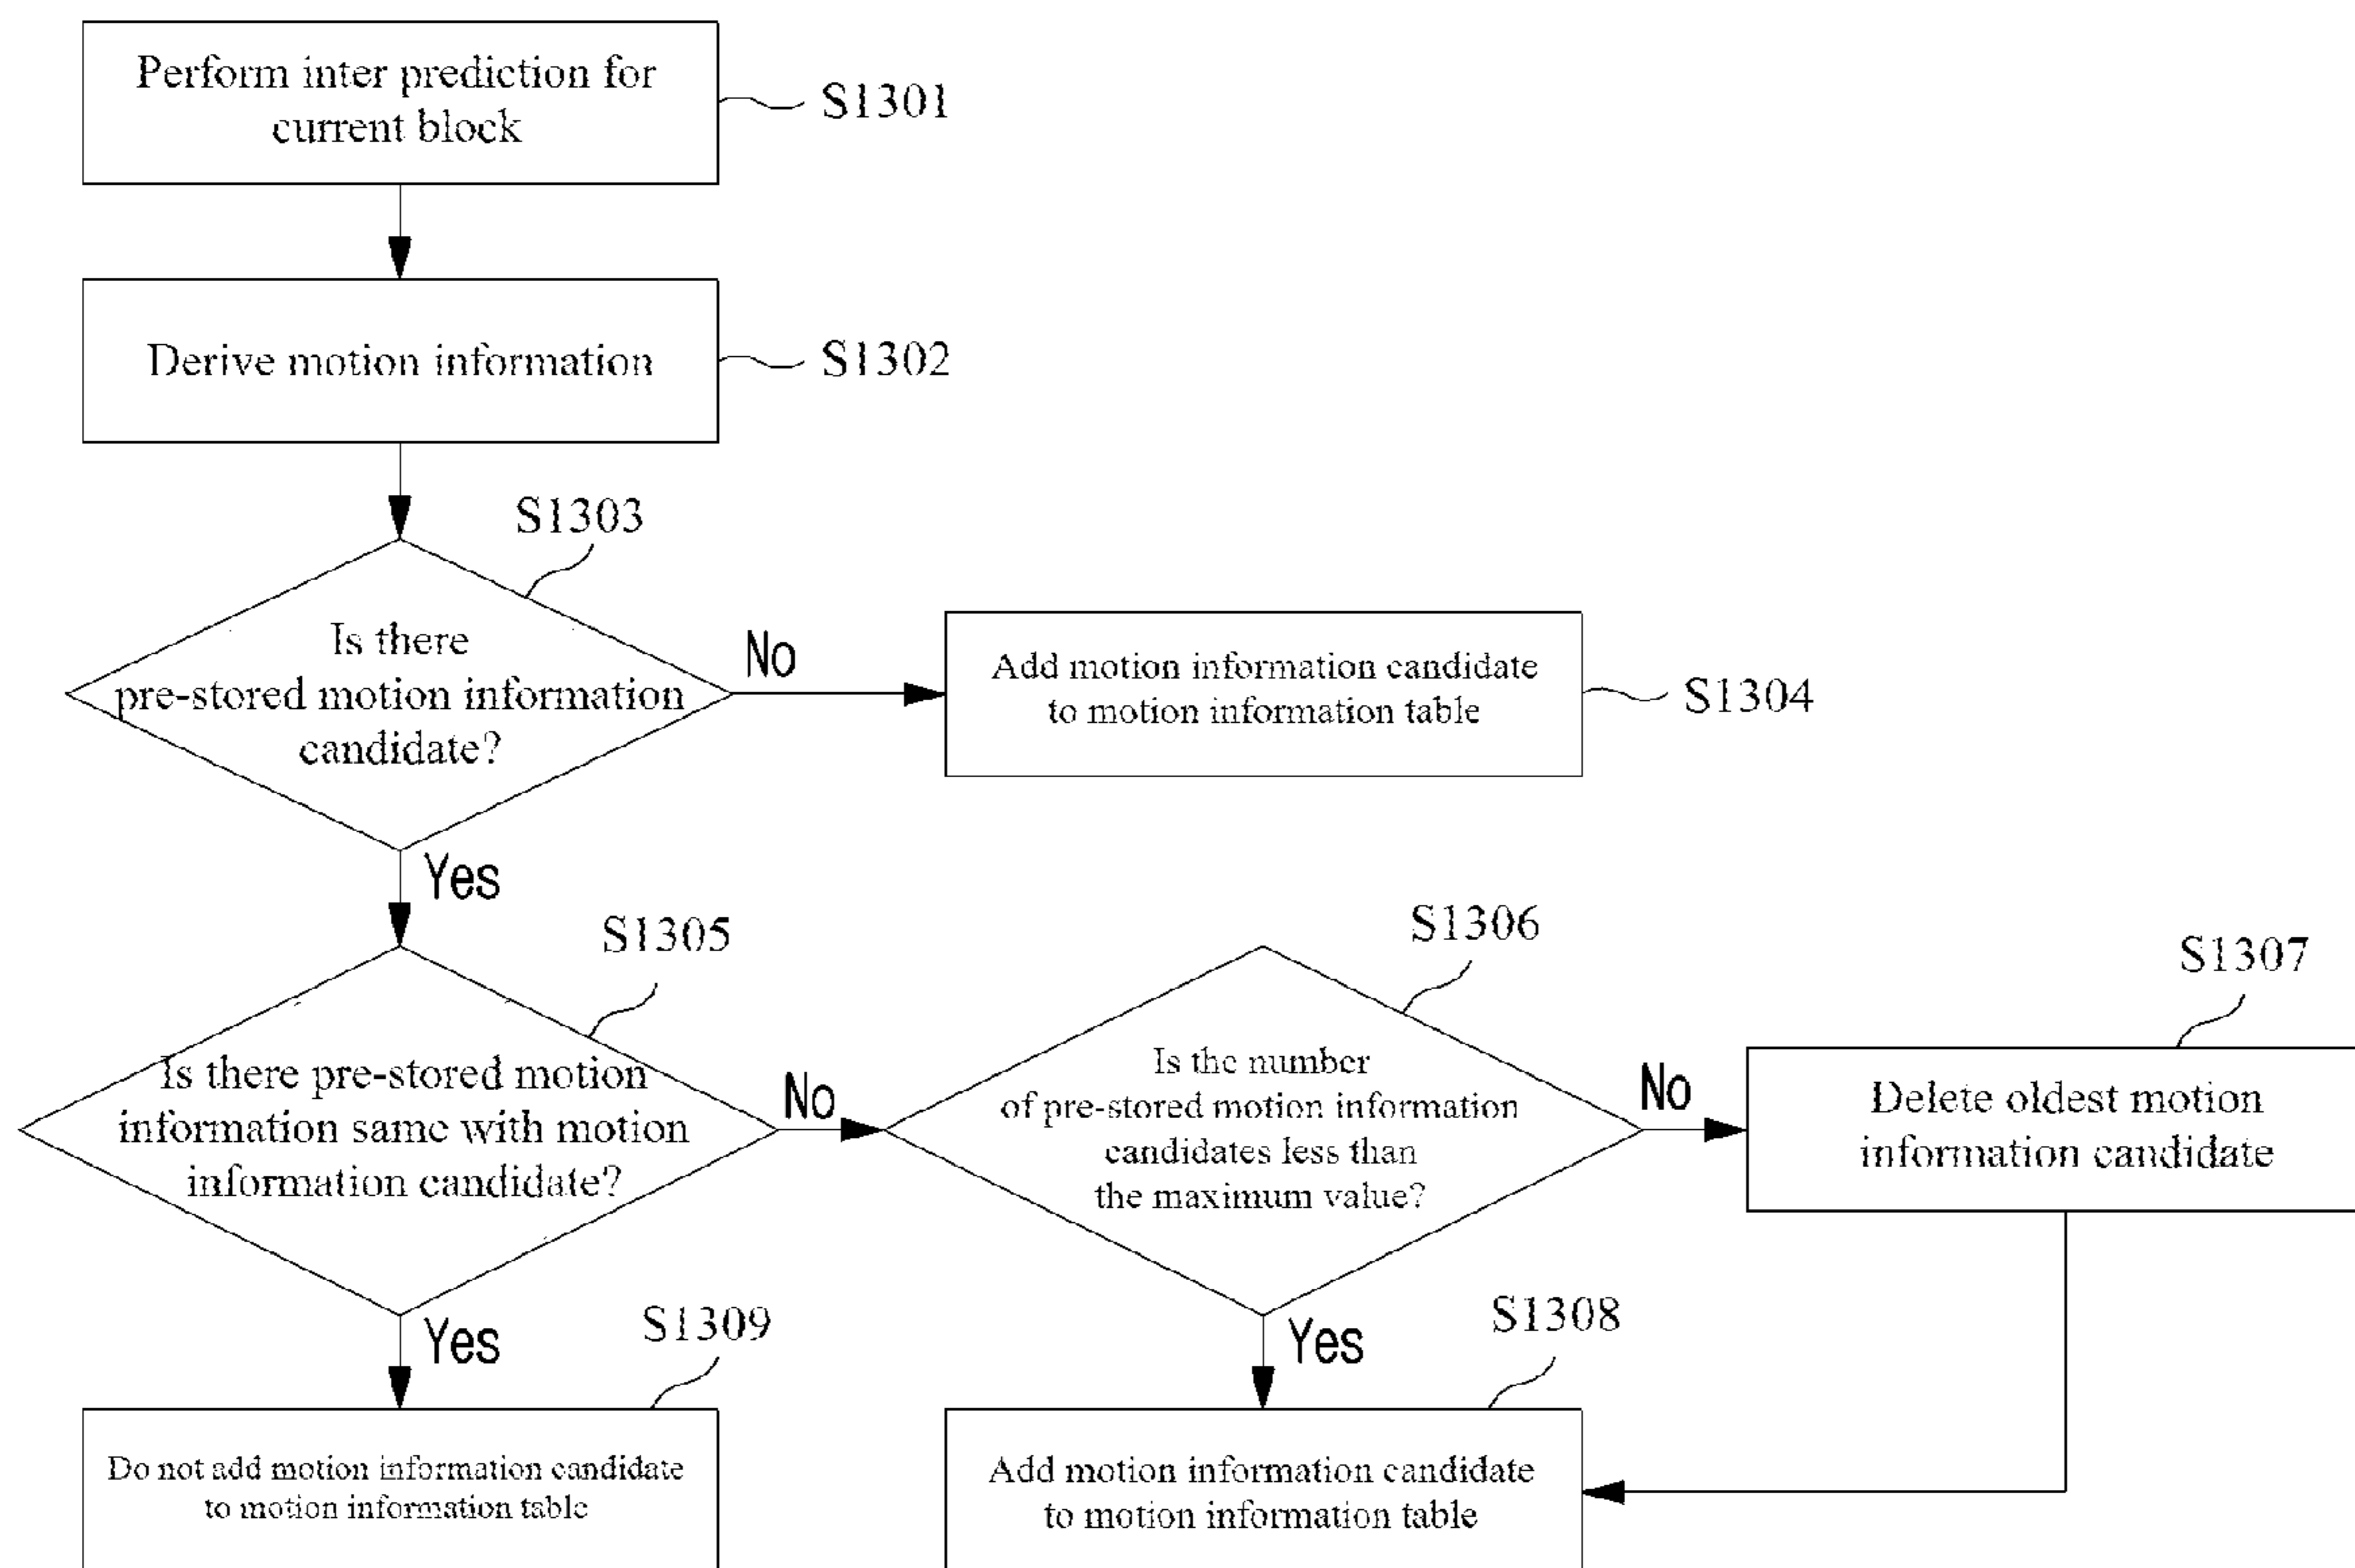 Perform inter prediction for
current block
S1301
Derive motion information
S1302
S1303
Is there
pre-stored motion information
candidate?
No
Add motion information candidate
to motion information table
S1304
Yes
S1305
Is there pre-stored motion
information same with motion
information candidate?
No
S1306
Is the number
of pre-stored motion information
candidates less than
the maximum value?
No
S1307
Delete oldest motion
information candidate
Yes
S1309
Do not add motion information candidate
to motion information table
Yes
S1308
Add motion information candidate
to motion information table